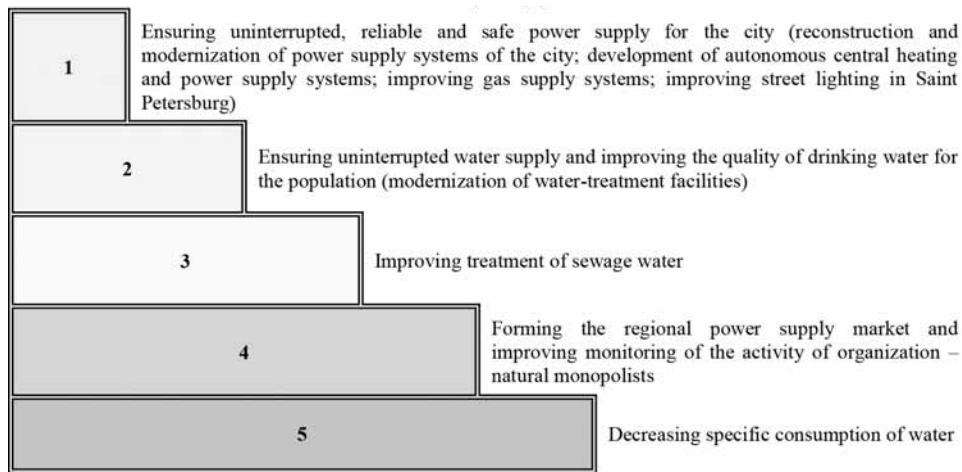 1
Ensuring uninterrupted, reliable and safe power supply for the city (reconstruction and
modernization of power supply systems of the city; development of autonomous central heating
and power supply systems; improving gas supply systems; improving street lighting in Saint
Petersburg)
2
Ensuring uninterrupted water supply and improving the quality of drinking water for
the population (modernization of water-treatment facilities)
3
Improving treatment of sewage water
4
Forming the regional power supply market and
improving monitoring of the activity of organization –
natural monopolists
5
Decreasing specific consumption of water